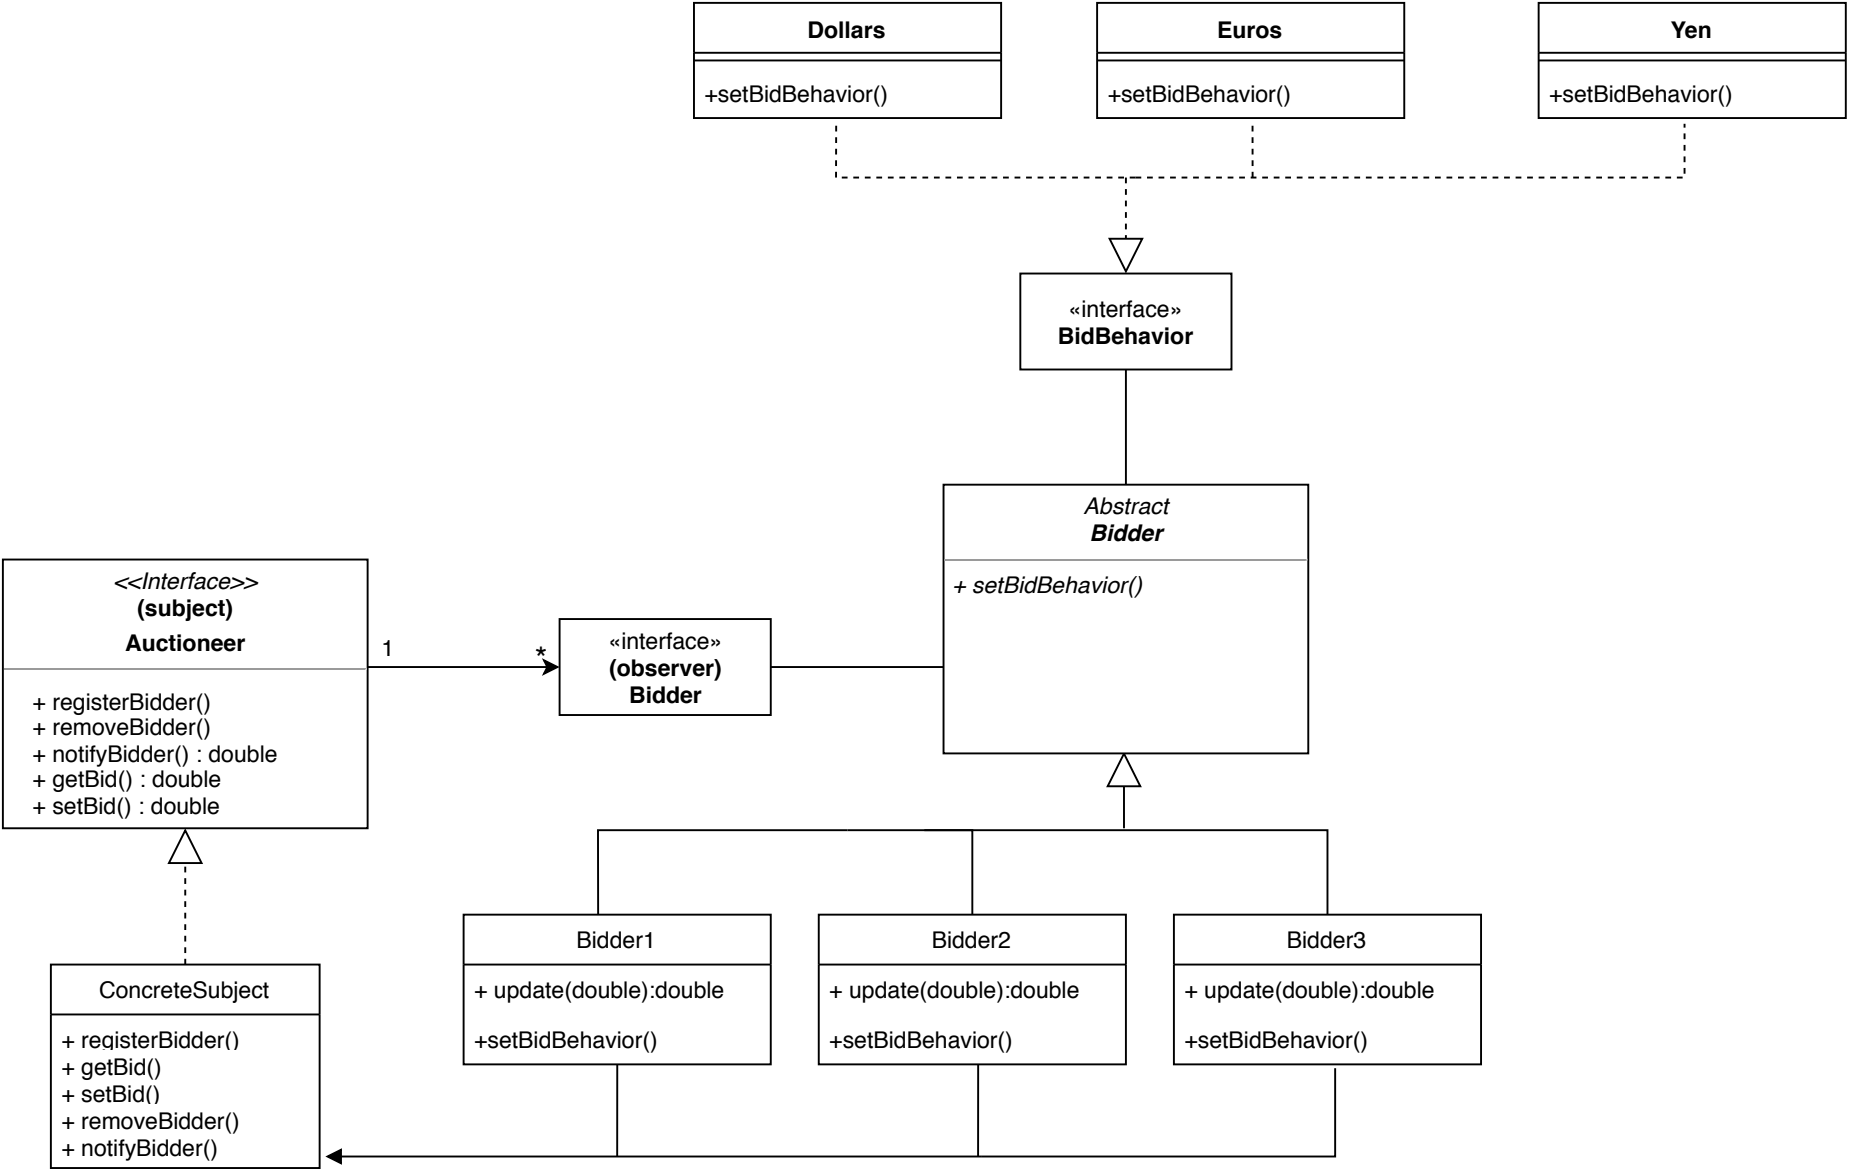 Dollars
+setBidBehavior()
Euros
+setBidBehavior()
Yen
+setBidBehavior()
«interface»
BidBehavior
Abstract
Bidder
+ setBidBehavior()
<<Interface>>
(subject)
Auctioneer
+ registerBidder()
+ removeBidder()
+ notifyBidder() : double
+ getBid() : double
+ setBid() : double
1
*
«interface»
(observer)
Bidder
ConcreteSubject
+ registerBidder()
+ getBid()
+ setBid()
+ removeBidder()
+ notifyBidder()
Bidder1
+ update(double):double
+setBidBehavior()
Bidder2
+ update(double):double
+setBidBehavior()
Bidder3
+ update(double):double
+setBidBehavior()